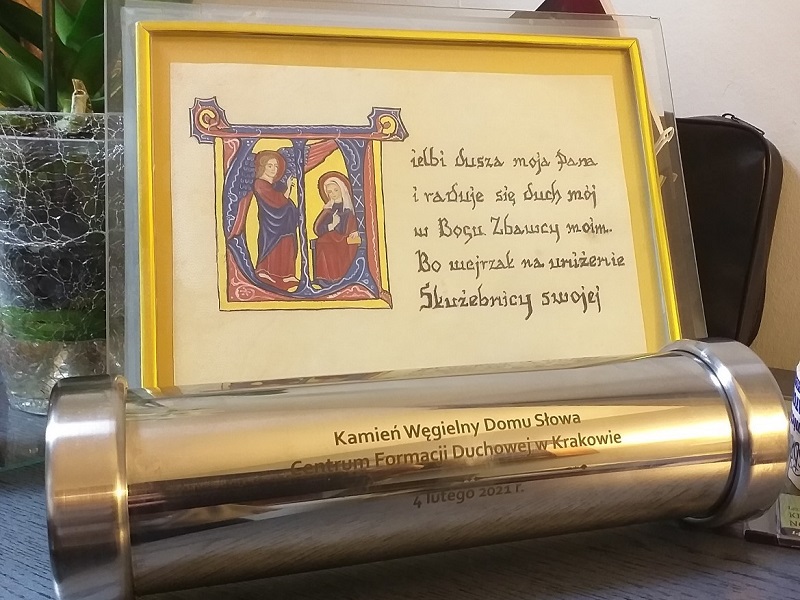 Wielbi dusza moja Pana
i raduje się duch mój
w Bogu Zbawcy moim.
Bo wejrzał na uniżenie
Służebnicy swojej
Kamień Węgielny Domu Słowa
Centrum Formacji Duchowej w Krakowie
4 lutego 2021 r.